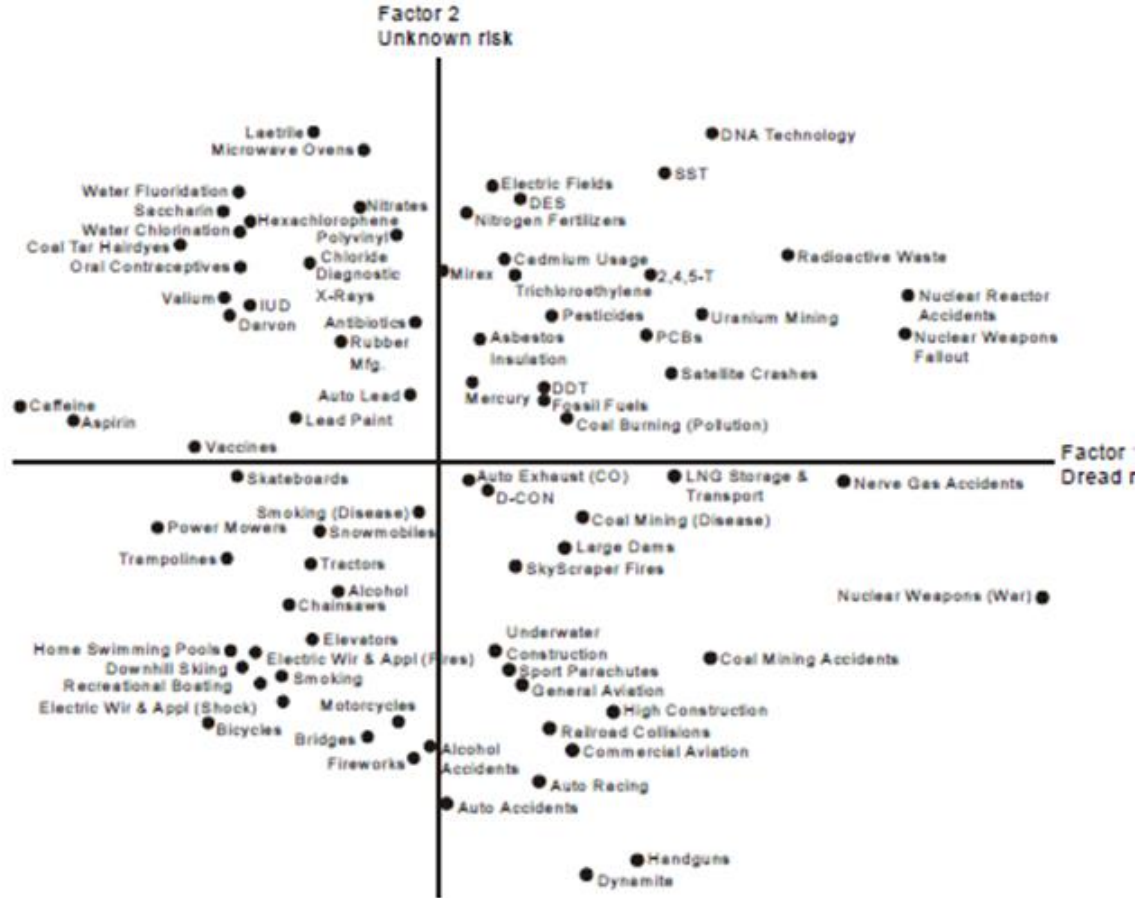 Factor 2
Unknown risk
Laetrile
DNA Technology
Microwave Ovens
SST
Water Fluoridation
Electric Fields
DES
Saccharin
Nitrates
Nitrogen Fertilizers
Hexachlorophene
Water Chlorination
Polyvinyl
Chloride
Coal Tar Hairdyes
Oral Contraceptives
Diagnostic
X-Rays
Mirex
Cadmium Usage
Trichloroethylene
2,4,5-T
Radioactive Waste
Valium
IUD
Darvon
Antibiotics
Rubber
Mfg.
Pesticides
Uranium Mining
Nuclear Reactor
Accidents
Asbestos
Insulation
PCBs
Nuclear Weapons
Fallout
Satellite Crashes
Auto Lead
Mercury
DDT
Fossil Fuels
Caffeine
Aspirin
Lead Paint
Coal Burning (Pollution)
Vaccines
Factor
Dread
Skateboards
Auto Exhaust (CO)
D-CON
LNG Storage &
Transport
Nerve Gas Accidents
Smoking (Disease)
Coal Mining (Disease)
Power Mowers
Snowmobiles
Large Dams
Trampolines
Tractors
SkyScraper Fires
Alcohol
Chainsaws
Nuclear Weapons (War)
Elevators
Underwater
Construction
Home Swimming Pools
Electric Wir & Appl (Fires)
Coal Mining Accidents
Downhill Skiing
Smoking
Sport Parachutes
Recreational Boating
General Aviation
Electric Wir & Appl (Shock)
Motorcycles
High Construction
Bicycles
Bridges
Railroad Collisions
Alcohol
Accidents
Commercial Aviation
Fireworks
Auto Racing
Auto Accidents
Handguns
Dynamite